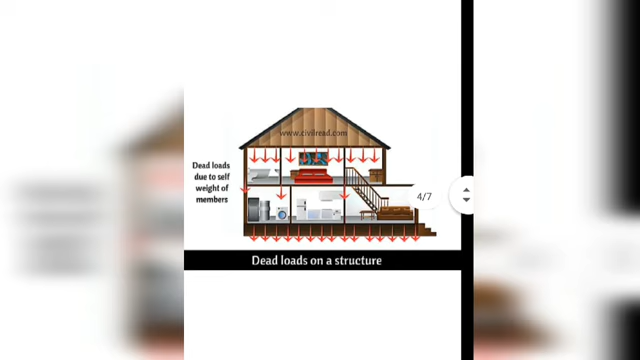 www.civilread.com
Dead loads
due to self
weight of
members
4/7
Dead loads on a structure